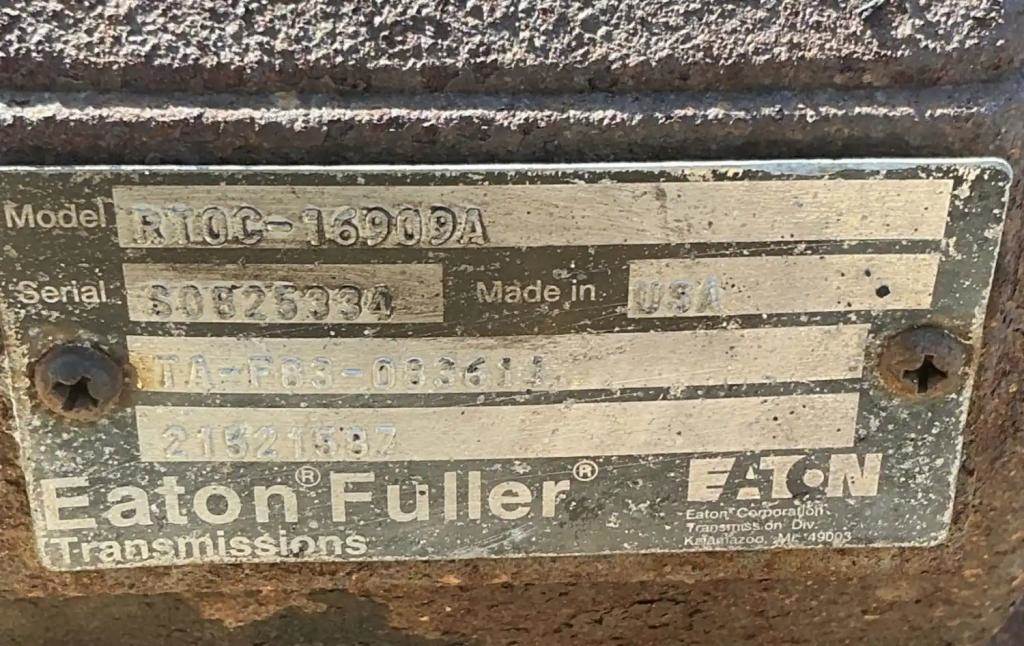 Model RTOC-16909A
Serial S0825334 Made in USA
TA-F83-08361A
21521587
Eaton® Fuller®
Transmissions
EATON
Eaton Corporation
Transmission Div.
Kalamazoo, MI. 49003